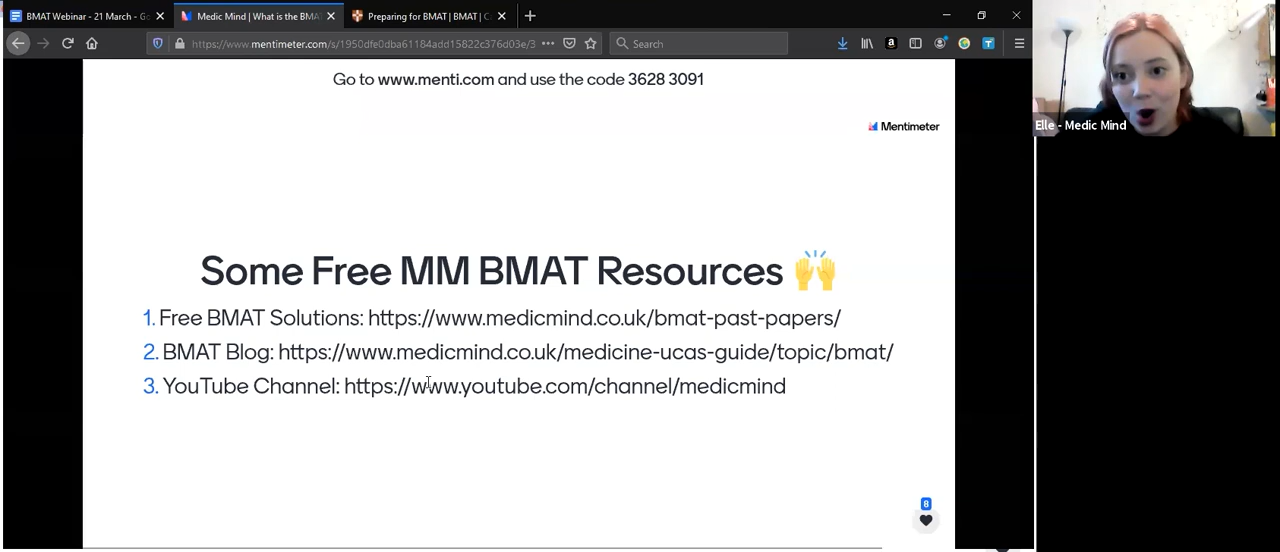 BMAT Webinar - 21 March - Go
Medic Mind | What is the BMA
Preparing for BMAT | BMAT | C
https://www.mentimeter.com/s/1950dfe0dba61184add15822c376d03e/3
Search
Go to www.menti.com and use the code 3628 3091
Mentimeter
Elle - Medic Mind
Some Free MM BMAT Resources 🙌
1. Free BMAT Solutions: https://www.medicmind.co.uk/bmat-past-papers/
2. BMAT Blog: https://www.medicmind.co.uk/medicine-ucas-guide/topic/bmat/
3. YouTube Channel: https://www.youtube.com/channel/medicmind
8